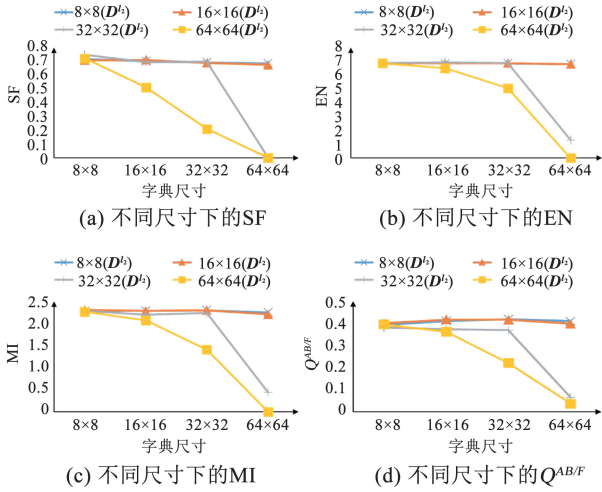 8×8(D^{l₂}) 16×16(D^{l₂})
32×32(D^{l₂}) 64×64(D^{l₂})
0.8
0.7
0.6
0.5
0.4
0.3
0.2
0.1
0
SF
8×8 16×16 32×32 64×64
字典尺寸
(a) 不同尺寸下的SF
8×8(D^{l₂}) 16×16(D^{l₂})
32×32(D^{l₂}) 64×64(D^{l₂})
8
7
6
5
4
3
2
1
0
EN
8×8 16×16 32×32 64×64
字典尺寸
(b) 不同尺寸下的EN
8×8(D^{l₂}) 16×16(D^{l₂})
32×32(D^{l₂}) 64×64(D^{l₂})
2.5
2.0
1.5
1.0
0.5
0
MI
8×8 16×16 32×32 64×64
字典尺寸
(c) 不同尺寸下的MI
8×8(D^{l₂}) 16×16(D^{l₂})
32×32(D^{l₂}) 64×64(D^{l₂})
0.5
0.4
0.3
0.2
0.1
0
Q^{AB/F}
8×8 16×16 32×32 64×64
字典尺寸
(d) 不同尺寸下的Q^{AB/F}